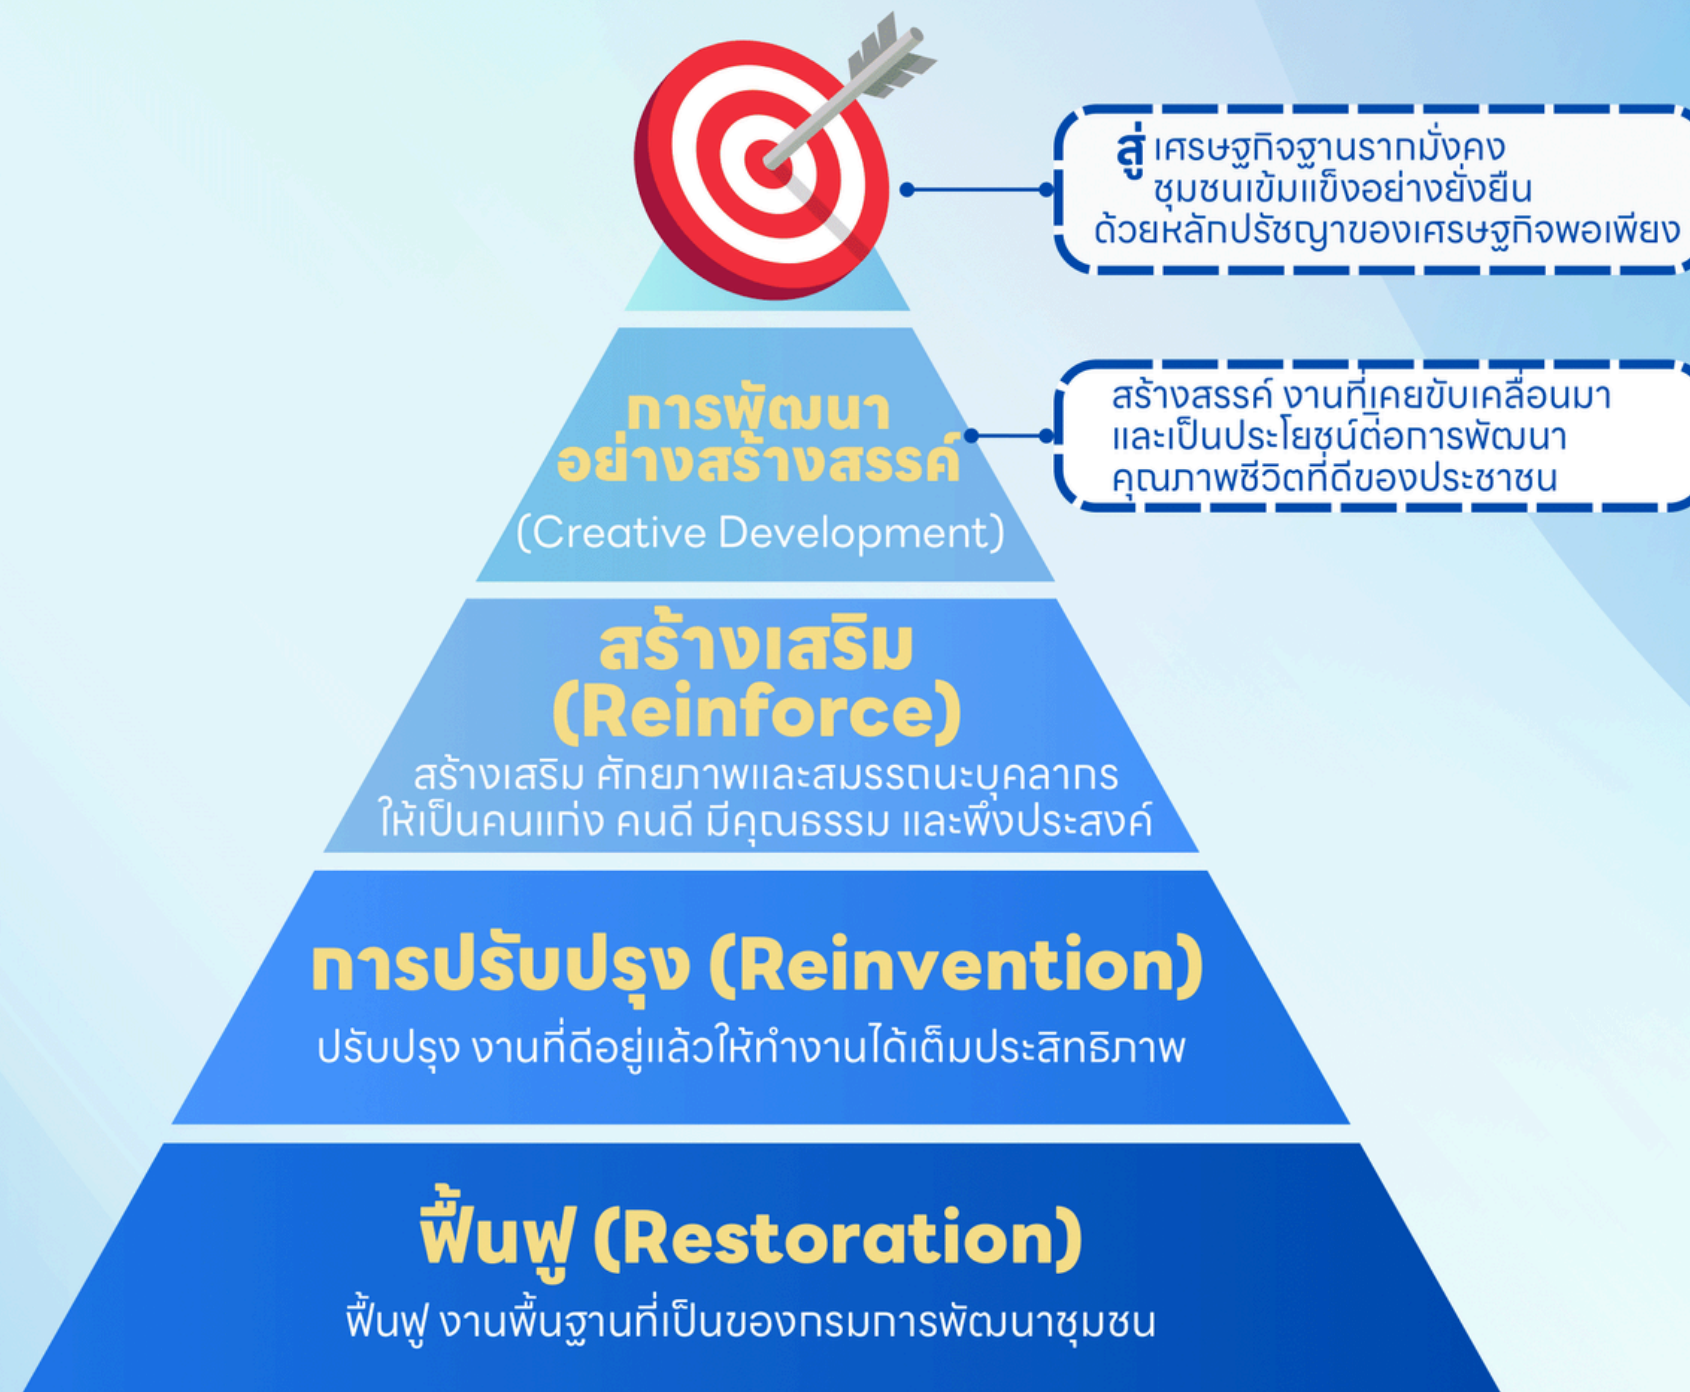 สู่ เศรษฐกิจฐานรากมั่งคง
ชุมชนเข้มแข็งอย่างยั่งยืน
ด้วยหลักปรัชญาของเศรษฐกิจพอเพียง
การพัฒนา
อย่างสร้างสรรค์
(Creative Development)
สร้างสรรค์ งานที่เคยขับเคลื่อนมา
และเป็นประโยชน์ต่อการพัฒนา
คุณภาพชีวิตที่ดีของประชาชน
สร้างเสริม
(Reinforce)
สร้างเสริม ศักยภาพและสมรรถนะบุคลากร
ให้เป็นคนแก่ง คนดี มีคุณธรรม และพึงประสงค์
การปรับปรุง (Reinvention)
ปรับปรุง งานที่ดีอยู่แล้วให้ทำงานได้เต็มประสิทธิภาพ
ฟื้นฟู (Restoration)
ฟื้นฟู งานพื้นฐานที่เป็นของกรมการพัฒนาชุมชน